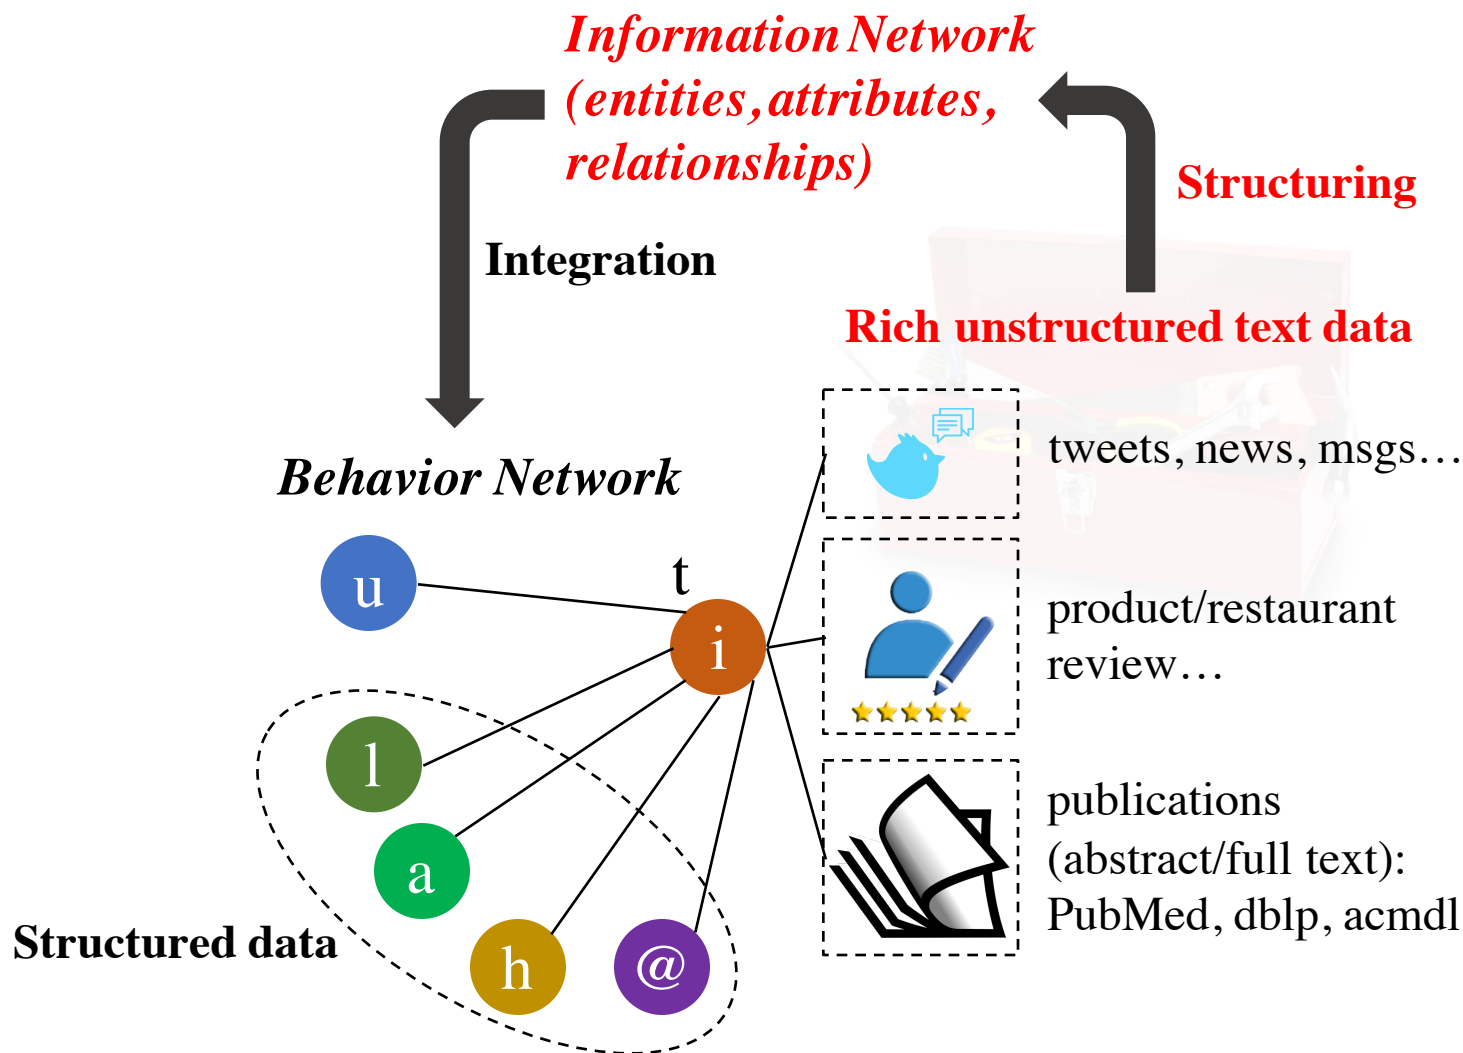 Information Network
(entities, attributes,
relationships)
Structuring
Integration
Rich unstructured text data
tweets, news, msgs…
Behavior Network
t
u
i
product/restaurant
review…
l
a
publications
(abstract/full text):
PubMed, dblp, acmdl
Structured data
h
@